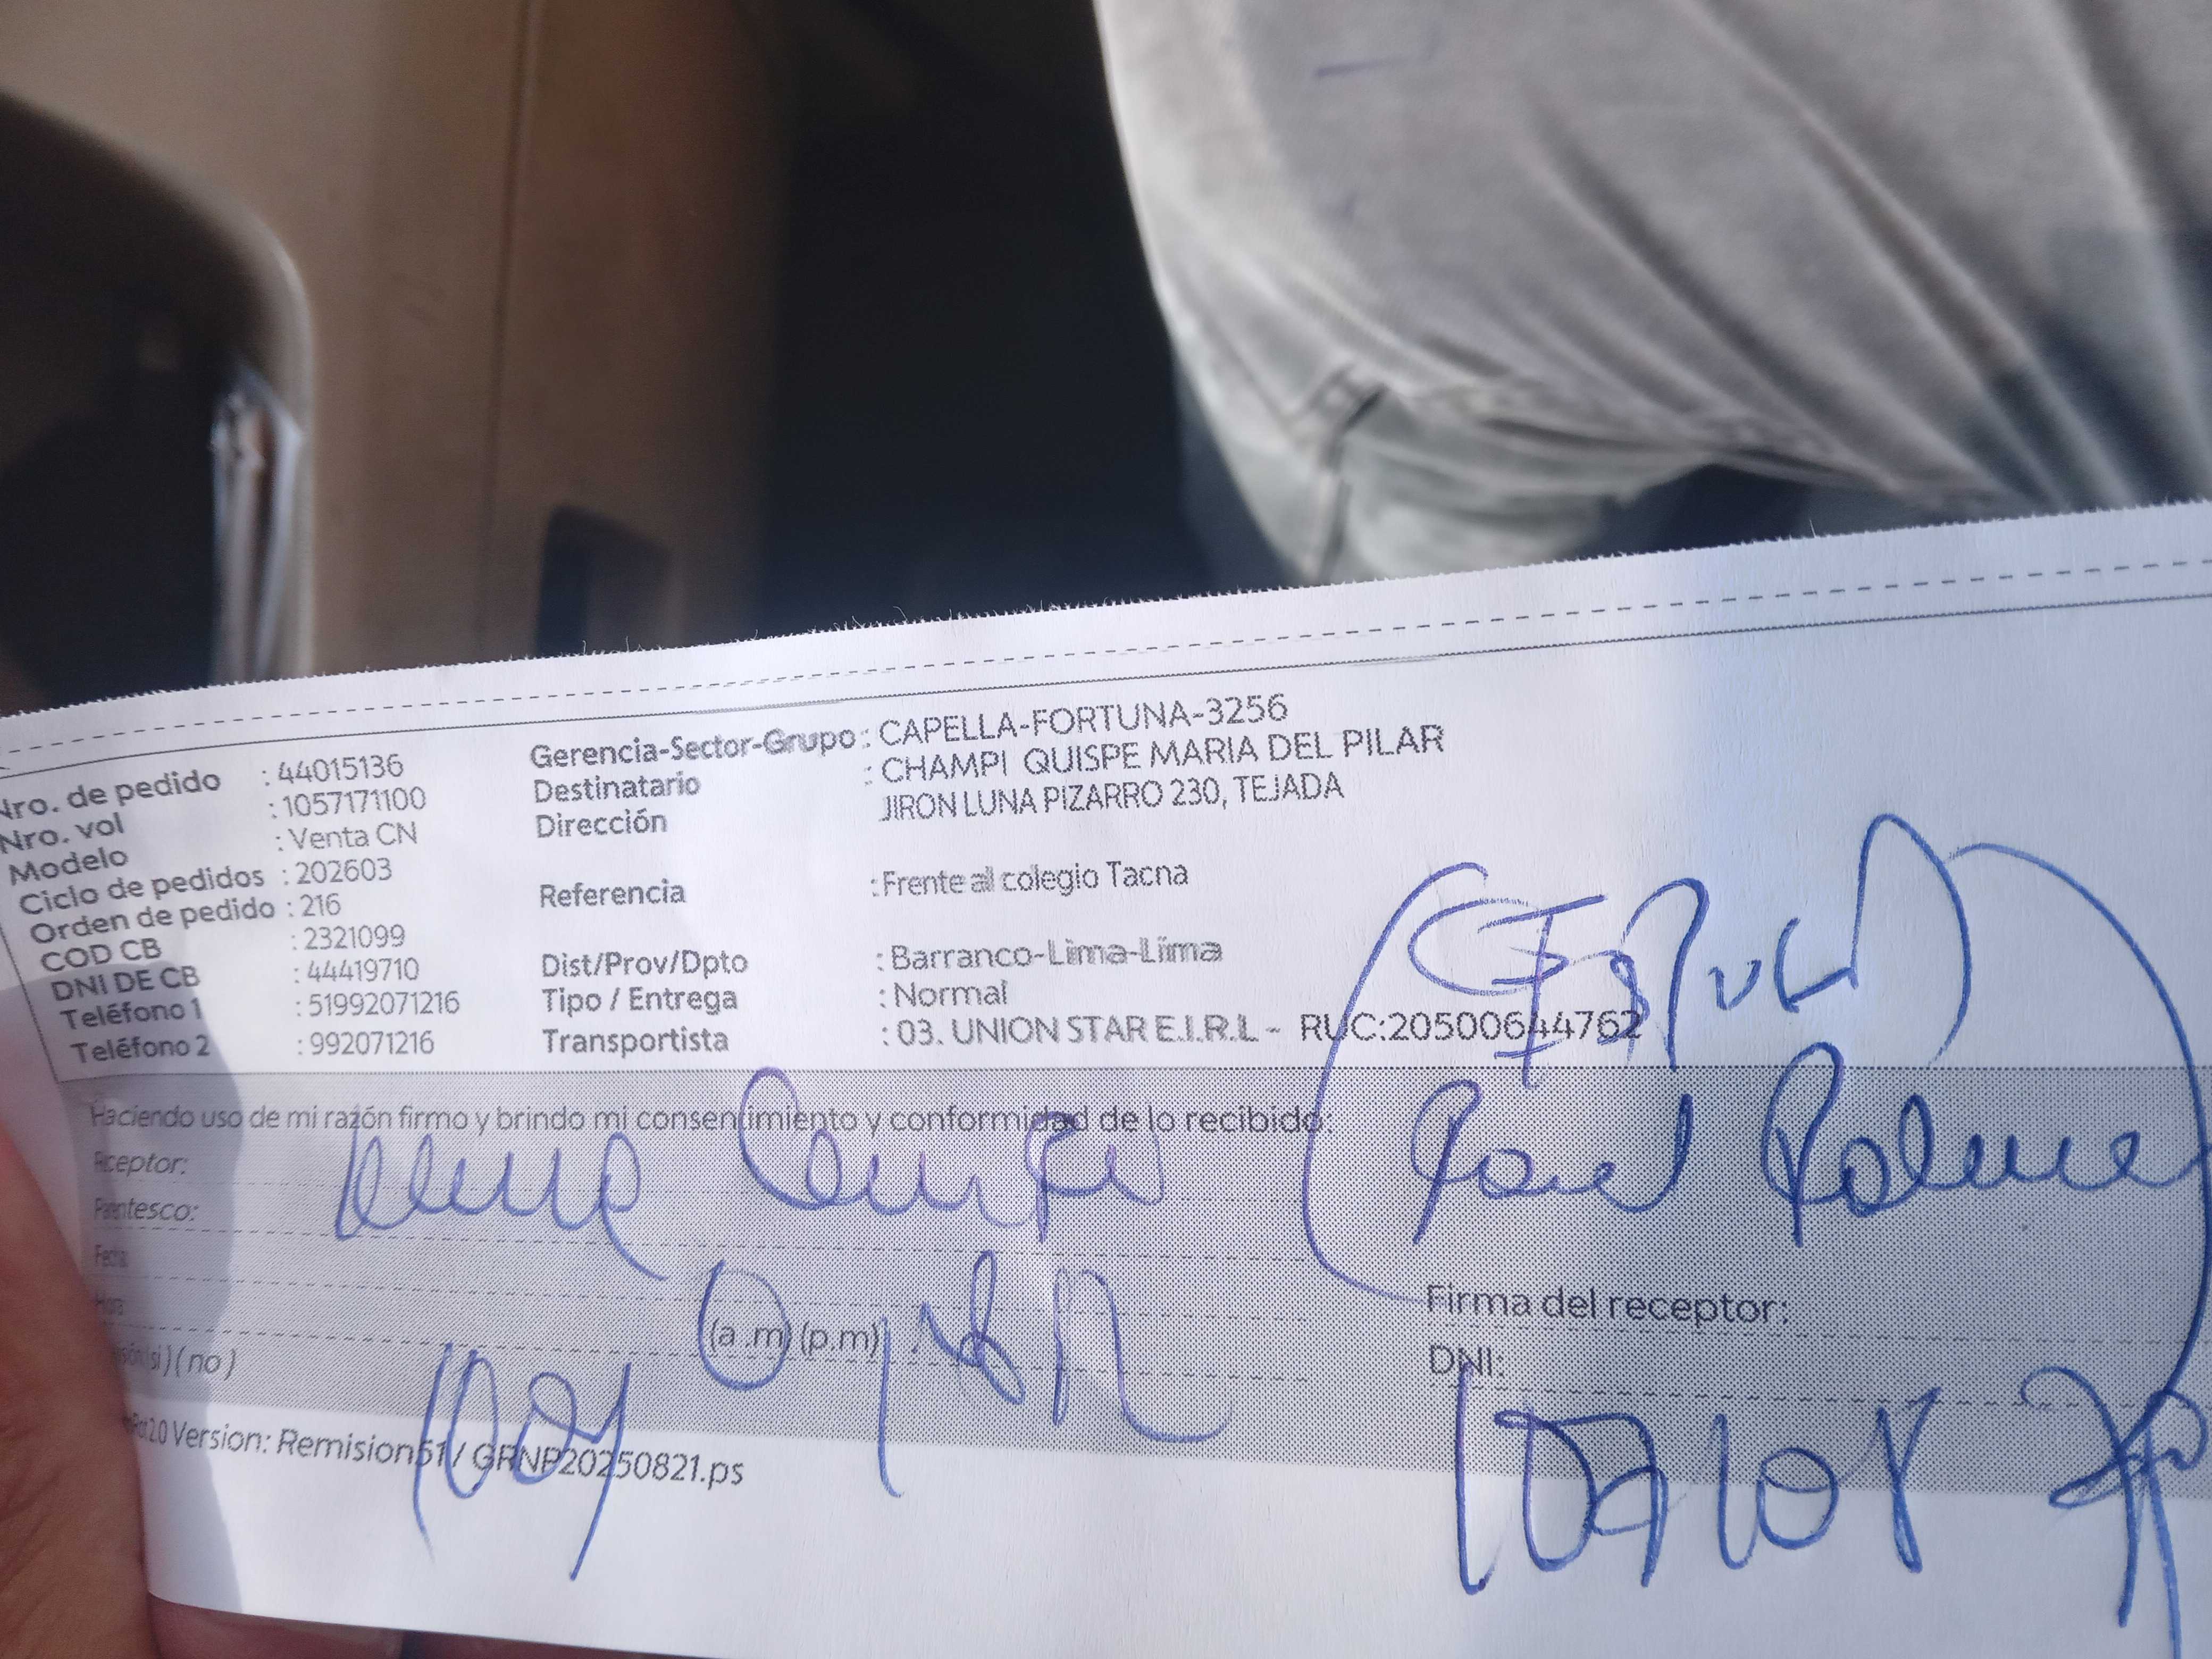 Nro. de pedido : 44015136
Nro. vol : 1057171100
Modelo : Venta CN
Ciclo de pedidos : 202603
Orden de pedido : 216
COD CB : 2321099
DNI DE CB : 44419710
Teléfono 1 : 51992071216
Teléfono 2 : 992071216
Gerencia-Sector-Grupo : CAPELLA-FORTUNA-3256
Destinatario : CHAMPI QUISPE MARIA DEL PILAR
Dirección JIRON LUNA PIZARRO 230, TEJADA
Referencia : Frente al colegio Tacna
Dist/Prov/Dpto : Barranco-Lima-Lima
Tipo / Entrega : Normal
Transportista : 03. UNION STAR E.I.R.L - RUC:20500644762
Haciendo uso de mi razón firmo y brindo mi consentimiento y conformidad de lo recibido:
Receptor:
Parentesco:
Fecha
Hora (a .m) (p.m)
(si) (no)
Firma del receptor:
DNI:
2.0 Version: Remision51 / GRNP20250821.ps